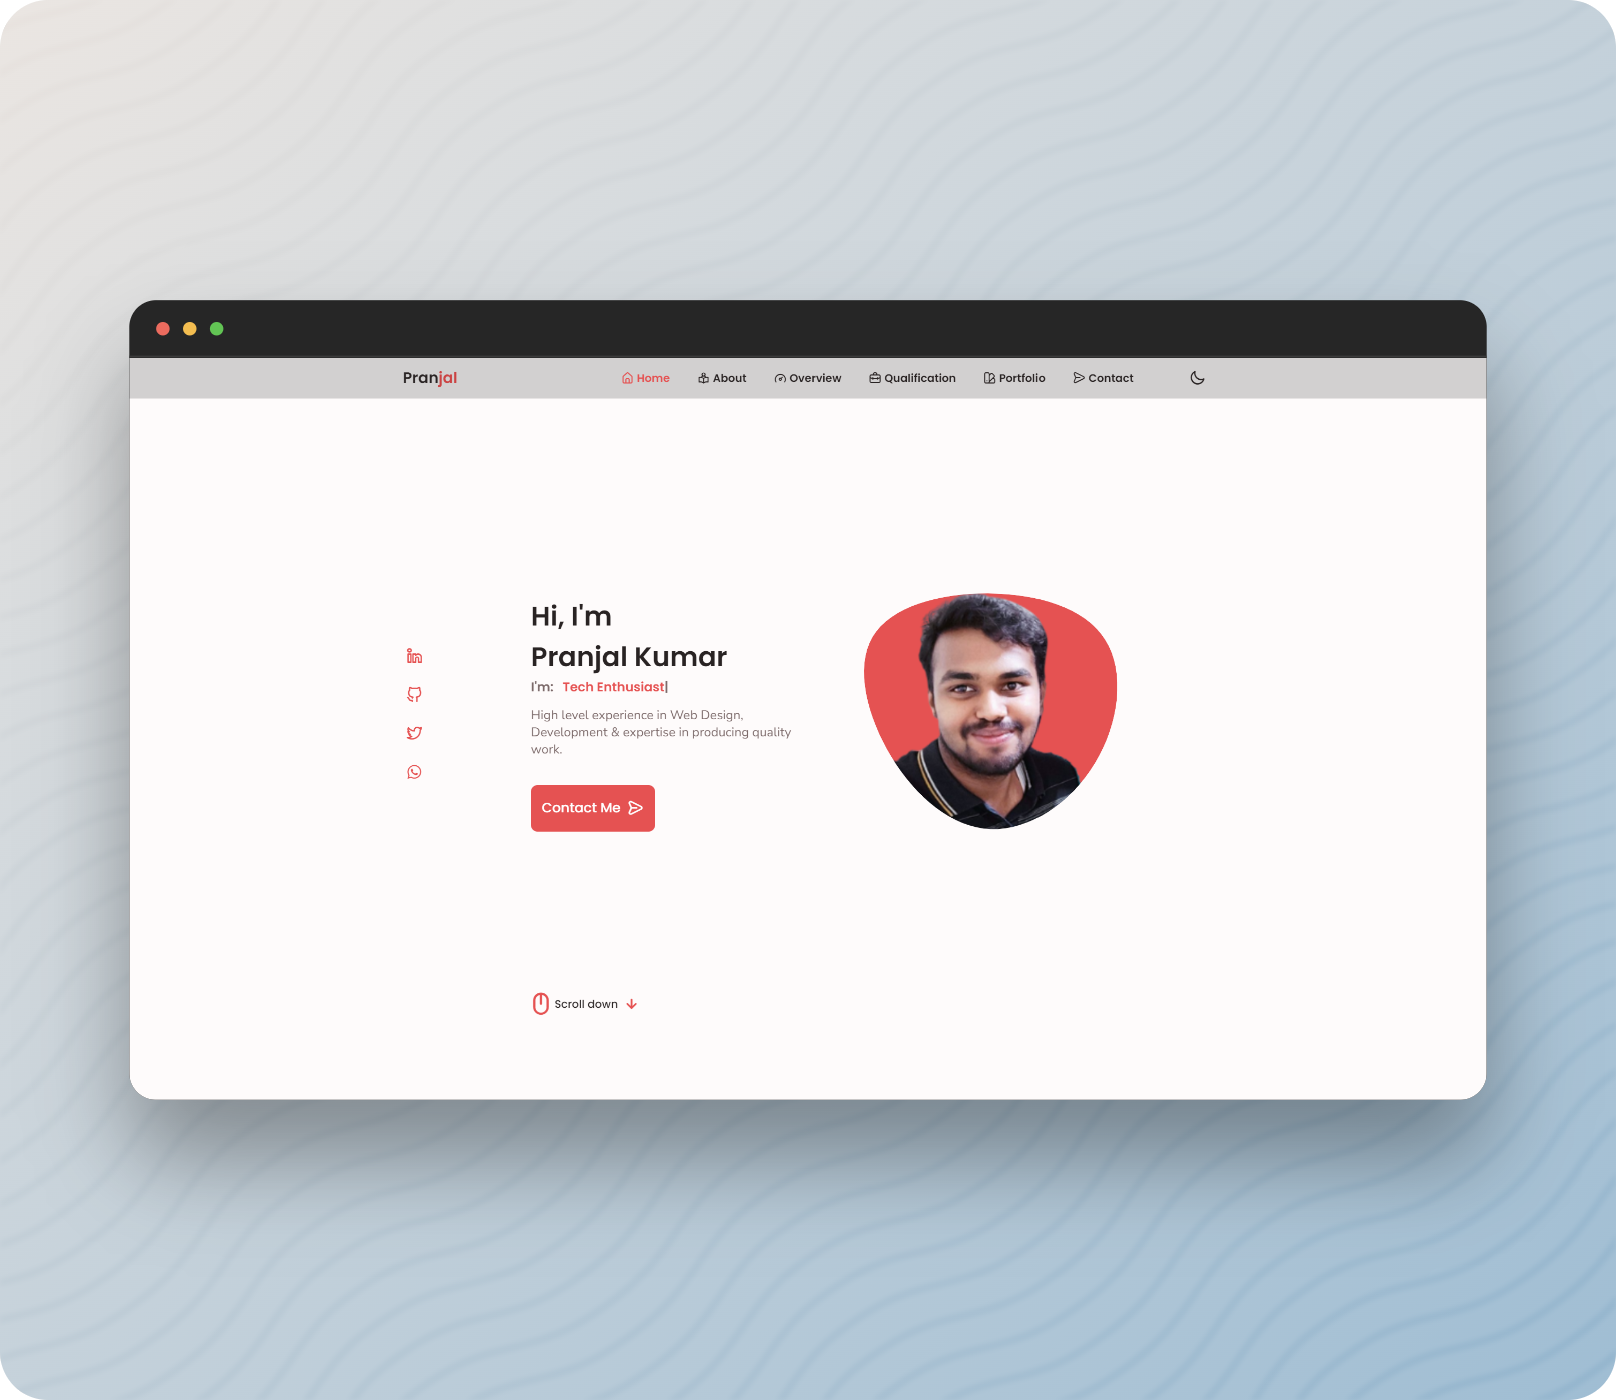 Pranjal Home About Overview Qualification Portfolio Contact
Hi, I'm
Pranjal Kumar
I'm: Tech Enthusiast|
High level experience in Web Design,
Development & expertise in producing quality
work.
Contact Me
Scroll down